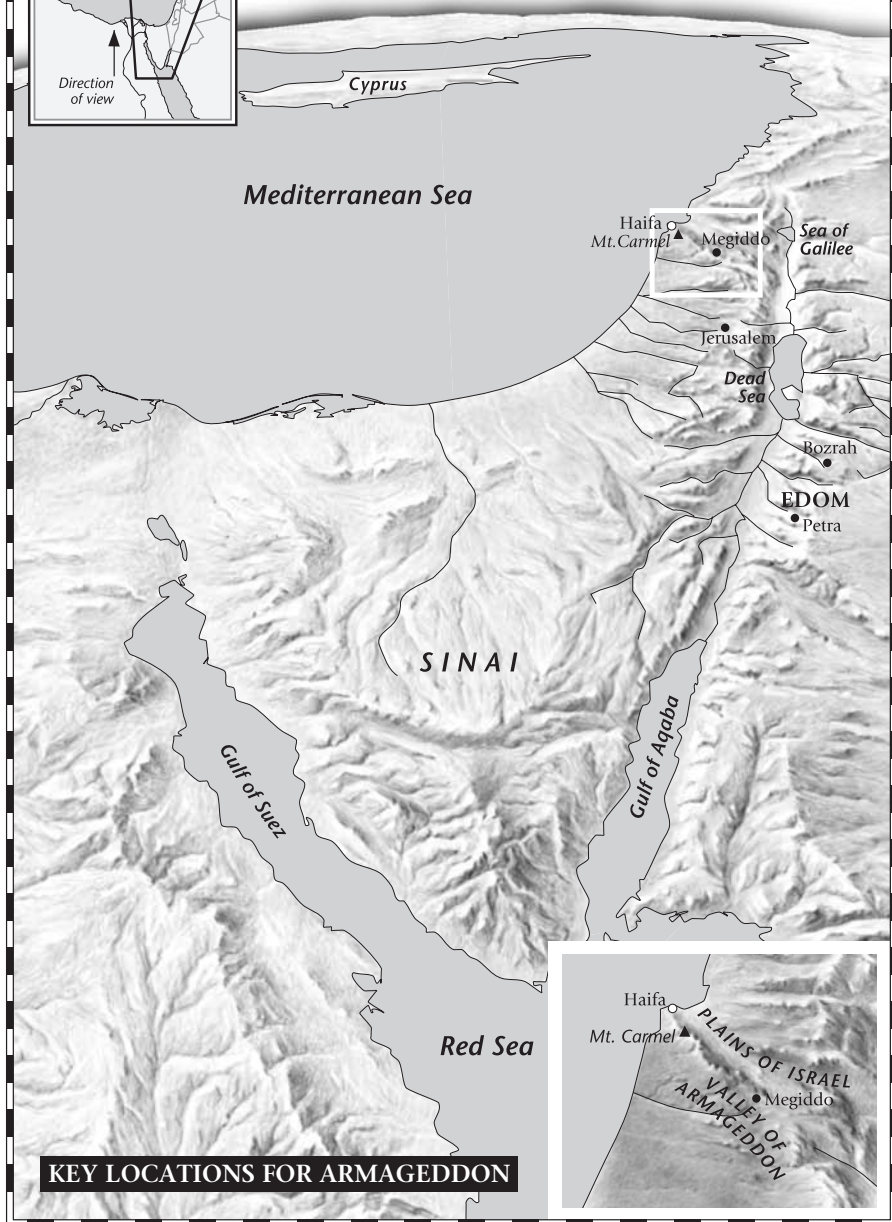 Direction
of view
Cyprus
Mediterranean Sea
Haifa
Mt.Carmel
Megiddo
Sea of
Galilee
Jerusalem
Dead
Sea
Bozrah
EDOM
Petra
SINAI
Gulf of Suez
Gulf of Aqaba
Red Sea
Haifa
Mt. Carmel
PLAINS OF ISRAEL
Megiddo
VALLEY OF
ARMAGEDDON
KEY LOCATIONS FOR ARMAGEDDON